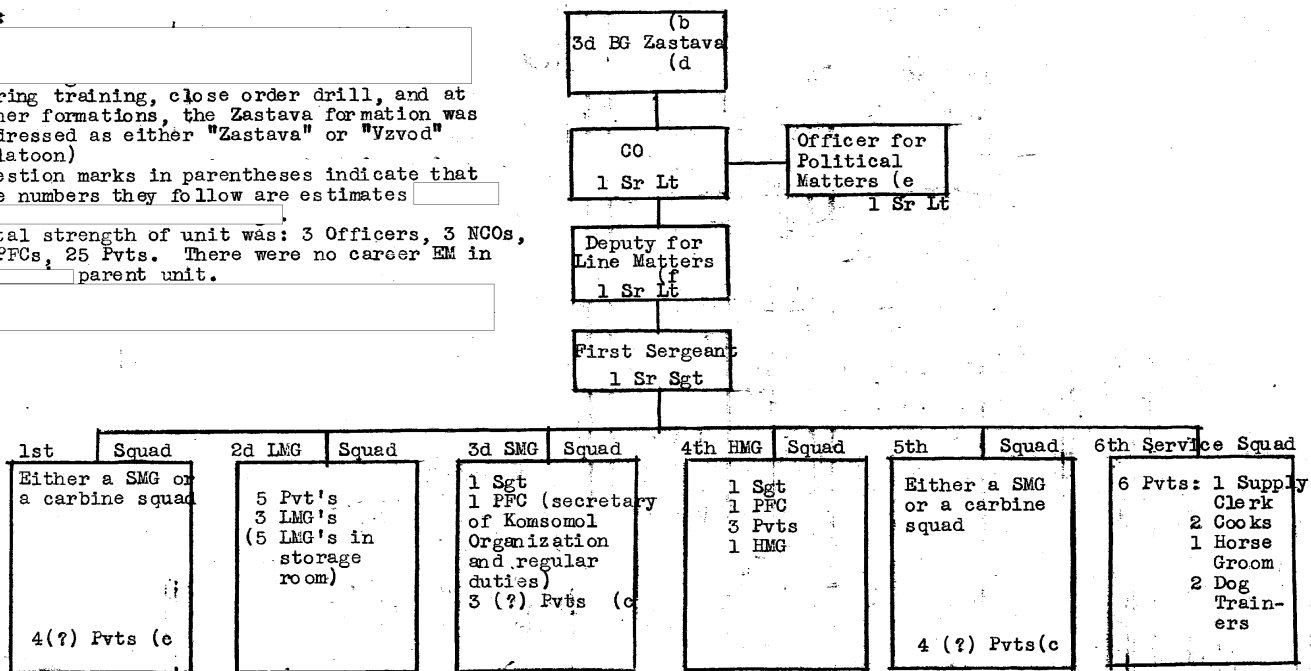 ring training, close order drill, and at
her formations, the Zastava formation was
dressed as either "Zastava" or "Vzvod"
latoon)
estion marks in parentheses indicate that
e numbers they follow are estimates
tal strength of unit was: 3 Officers, 3 NCOs,
PFCs, 25 Pvts. There were no career EM in
parent unit.
(b
3d BG Zastava
(d
CO
1 Sr Lt
Officer for
Political
Matters (e
1 Sr Lt
Deputy for
Line Matters
(f
1 Sr Lt
First Sergeant
1 Sr Sgt
1st Squad
Either a SMG or
a carbine squad
4(?) Pvts (c
2d LMG Squad
5 Pvt's
3 LMG's
(5 LMG's in
storage
room)
3d SMG Squad
1 Sgt
1 PFC (secretary
of Komsomol
Organization
and regular
duties)
3 (?) Pvts (c
4th HMG Squad
1 Sgt
1 PFC
3 Pvts
1 HMG
5th Squad
Either a SMG
or a carbine
squad
4 (?) Pvts(c
6th Service Squad
6 Pvts: 1 Supply
Clerk
2 Cooks
1 Horse
Groom
2 Dog
Train-
ers